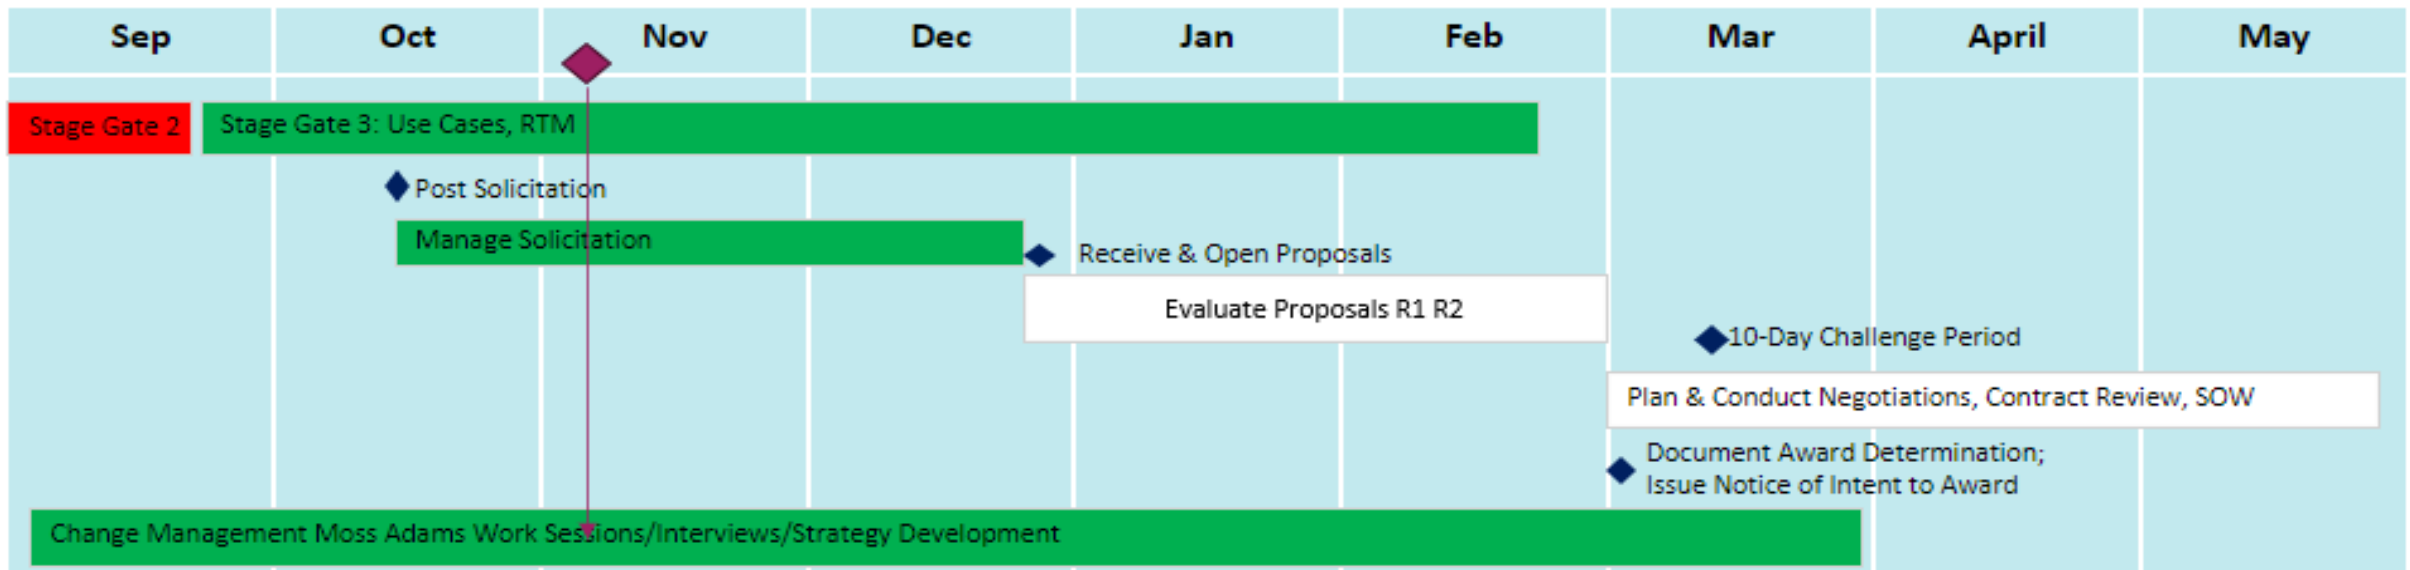 Sep Oct Nov Dec Jan Feb Mar April May
Stage Gate 2 Stage Gate 3: Use Cases, RTM
Post Solicitation
Manage Solicitation
Receive & Open Proposals
Evaluate Proposals R1 R2
10-Day Challenge Period
Plan & Conduct Negotiations, Contract Review, SOW
Document Award Determination;
Issue Notice of Intent to Award
Change Management Moss Adams Work Sessions/Interviews/Strategy Development